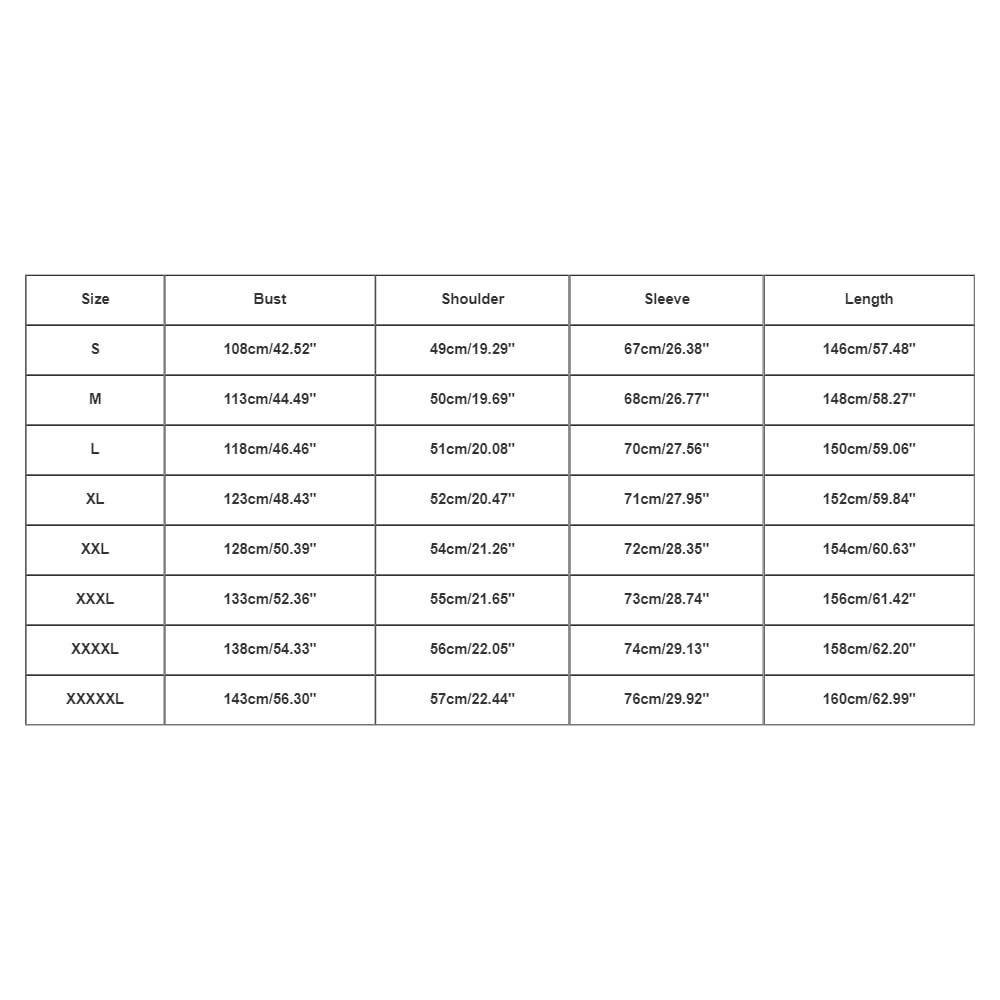 Size Bust Shoulder Sleeve Length
S 108cm/42.52" 49cm/19.29" 67cm/26.38" 146cm/57.48"
M 113cm/44.49" 50cm/19.69" 68cm/26.77" 148cm/58.27"
L 118cm/46.46" 51cm/20.08" 70cm/27.56" 150cm/59.06"
XL 123cm/48.43" 52cm/20.47" 71cm/27.95" 152cm/59.84"
XXL 128cm/50.39" 54cm/21.26" 72cm/28.35" 154cm/60.63"
XXXL 133cm/52.36" 55cm/21.65" 73cm/28.74" 156cm/61.42"
XXXXL 138cm/54.33" 56cm/22.05" 74cm/29.13" 158cm/62.20"
XXXXXL 143cm/56.30" 57cm/22.44" 76cm/29.92" 160cm/62.99"